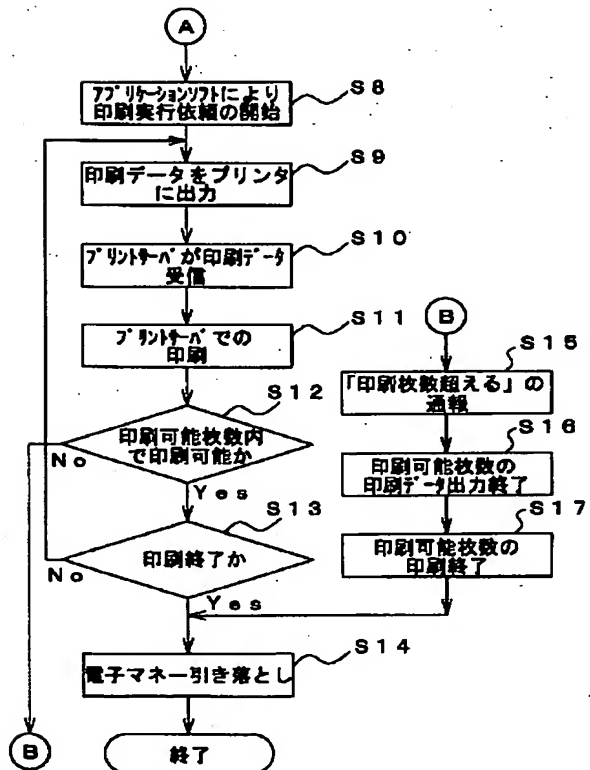 A
アプリケーションソフトにより
印刷実行依頼の開始
S8
印刷データをプリンタ
に出力
S9
プリントサーバが印刷データ
受信
S10
プリントサーバでの
印刷
S11
印刷可能枚数内
で印刷可能か
S12
No
Yes
印刷終了か
S13
No
Yes
電子マネー引き落とし
S14
終了
B
B
「印刷枚数超える」の
通報
S15
印刷可能枚数の
印刷データ出力終了
S16
印刷可能枚数の
印刷終了
S17